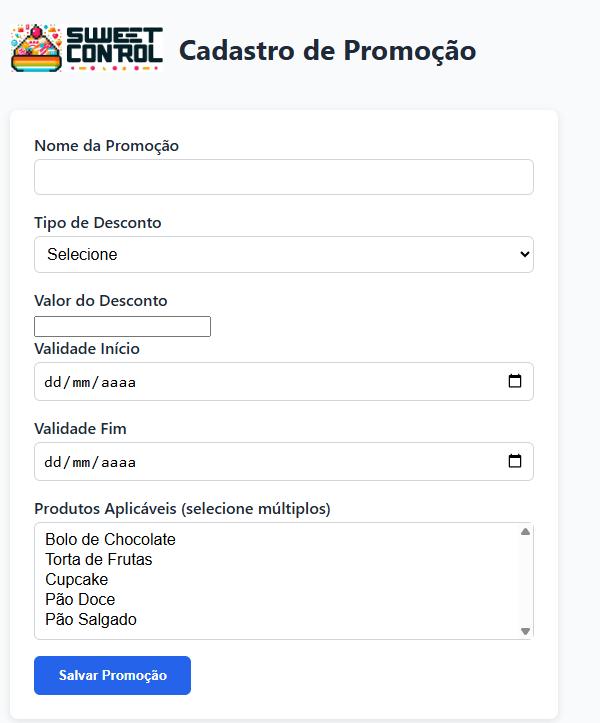 SWEET
CONTROL
Cadastro de Promoção
Nome da Promoção
Tipo de Desconto
Selecione
Valor do Desconto
Validade Início
dd/mm/aaaa
Validade Fim
dd/mm/aaaa
Produtos Aplicáveis (selecione múltiplos)
Bolo de Chocolate
Torta de Frutas
Cupcake
Pão Doce
Pão Salgado
Salvar Promoção